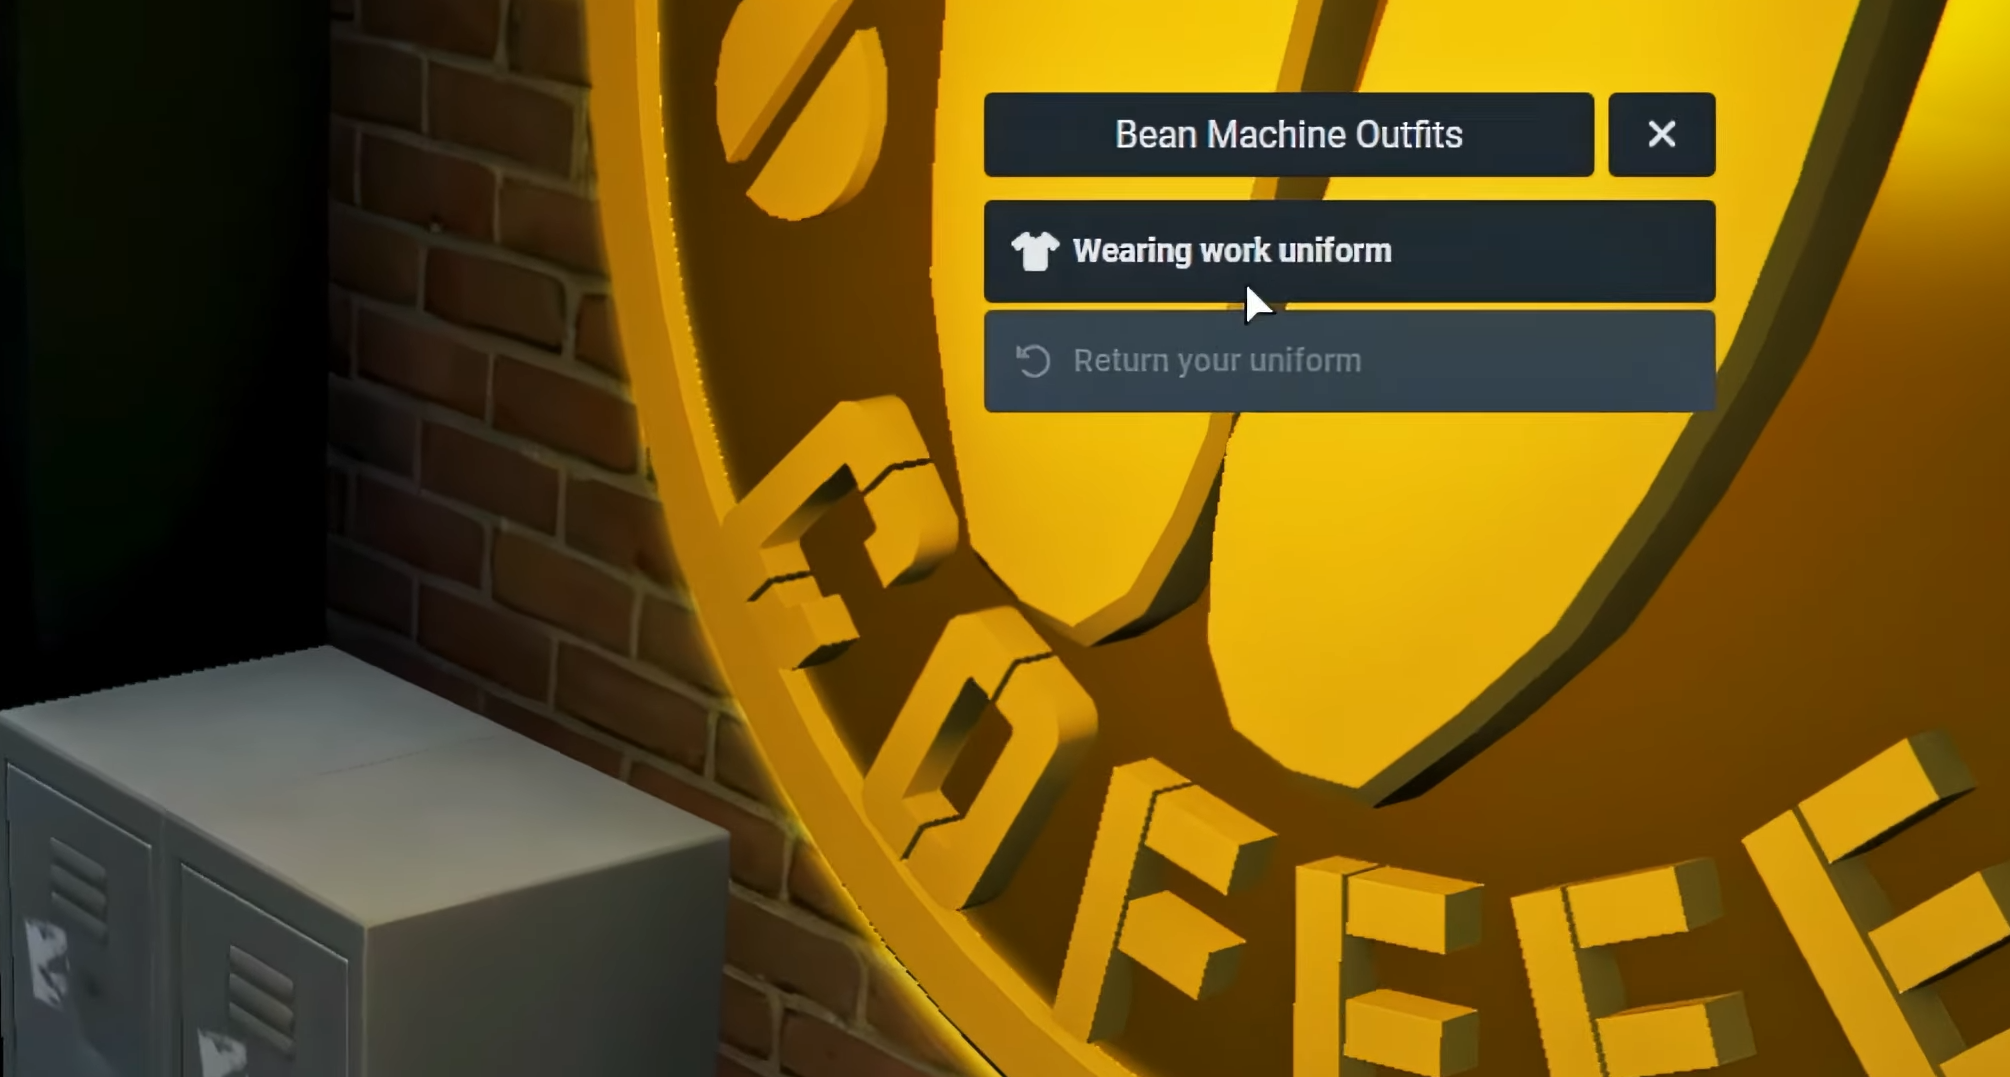 Bean Machine Outfits
Wearing work uniform
Return your uniform
COFFEE